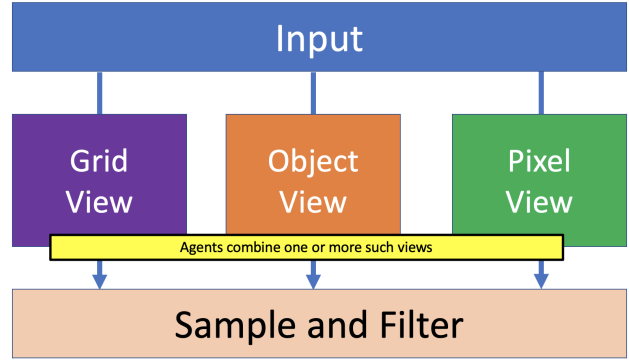 Input
Grid
View
Object
View
Pixel
View
Agents combine one or more such views
Sample and Filter